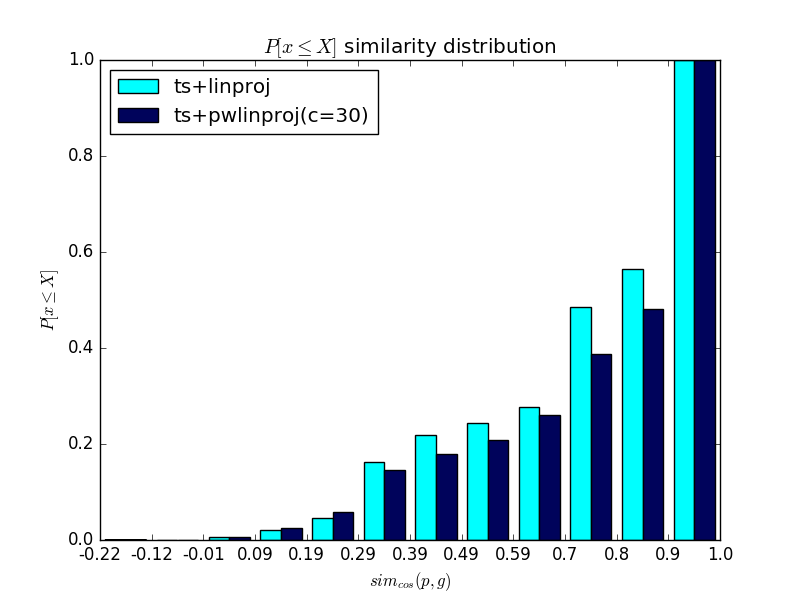 P[x ≤ X] similarity distribution
ts+linproj
ts+pwlinproj(c=30)
P[x ≤ X]
1.0
0.8
0.6
0.4
0.2
0.0
-0.22 -0.12 -0.01 0.09 0.19 0.29 0.39 0.49 0.59 0.7 0.8 0.9 1.0
sim_cos(p, g)